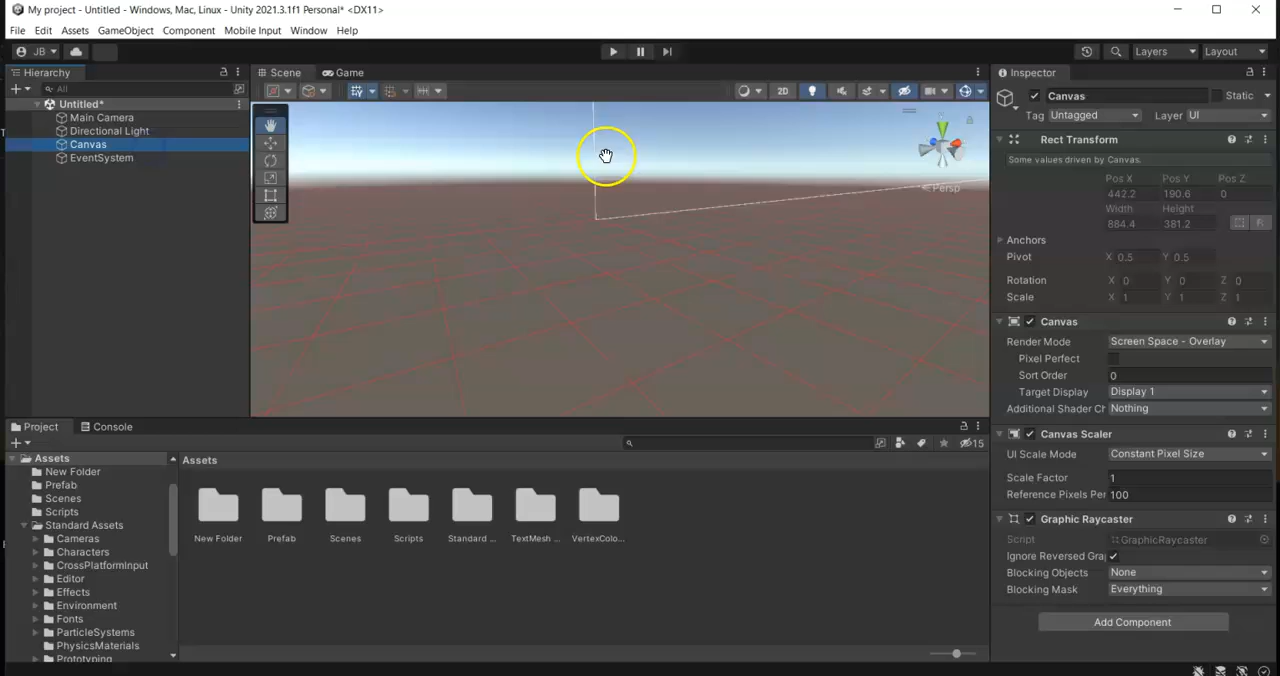 My project - Untitled - Windows, Mac, Linux - Unity 2021.3.1f1 Personal* <DX11>
File Edit Assets GameObject Component Mobile Input Window Help
JB Layers Layout
Hierarchy
All
Untitled*
Main Camera
Directional Light
Canvas
EventSystem
Scene Game
2D
Persp
Inspector
Canvas Static
Tag Untagged Layer UI
Rect Transform
Some values driven by Canvas.
Pos X Pos Y Pos Z
442.2 190.6 0
Width Height
884.4 381.2 R
Anchors
Pivot X 0.5 Y 0.5
Rotation X 0 Y 0 Z 0
Scale X 1 Y 1 Z 1
Canvas
Render Mode Screen Space - Overlay
Pixel Perfect
Sort Order 0
Target Display Display 1
Additional Shader Ch Nothing
Canvas Scaler
UI Scale Mode Constant Pixel Size
Scale Factor 1
Reference Pixels Per 100
Graphic Raycaster
Script GraphicRaycaster
Ignore Reversed Gra
Blocking Objects None
Blocking Mask Everything
Add Component
Project Console
15
Assets
New Folder
Prefab
Scenes
Scripts
Standard Assets
Cameras
Characters
CrossPlatformInput
Editor
Effects
Environment
Fonts
ParticleSystems
PhysicsMaterials
Prototyping
Assets
New Folder Prefab Scenes Scripts Standard ... TextMesh ... VertexColo...